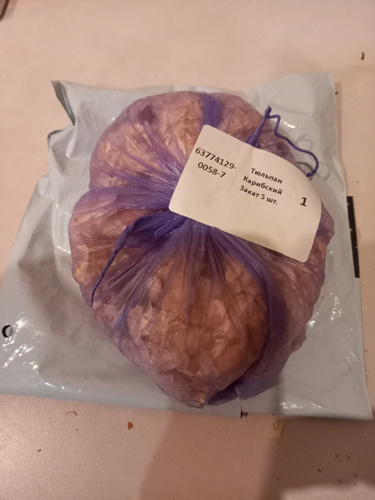 63774129-
0058-7
Тюльпан
Карибский
Закат 5 шт.
1